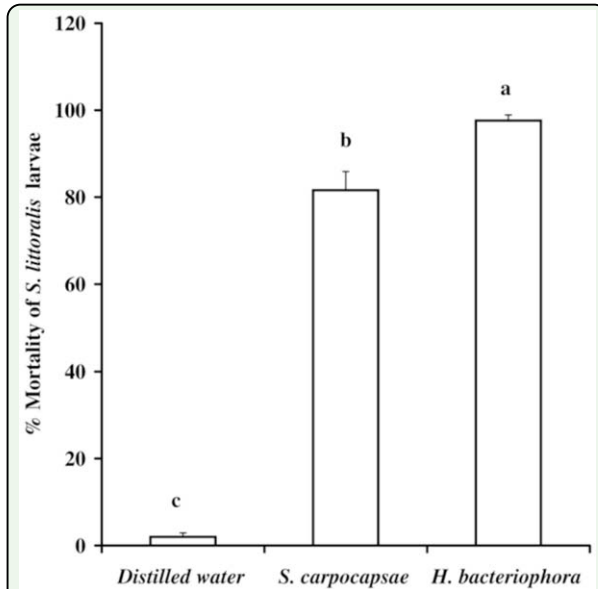 % Mortality of S. littoralis larvae
120
100
80
60
40
20
0
c
b
a
Distilled water S. carpocapsae H. bacteriophora